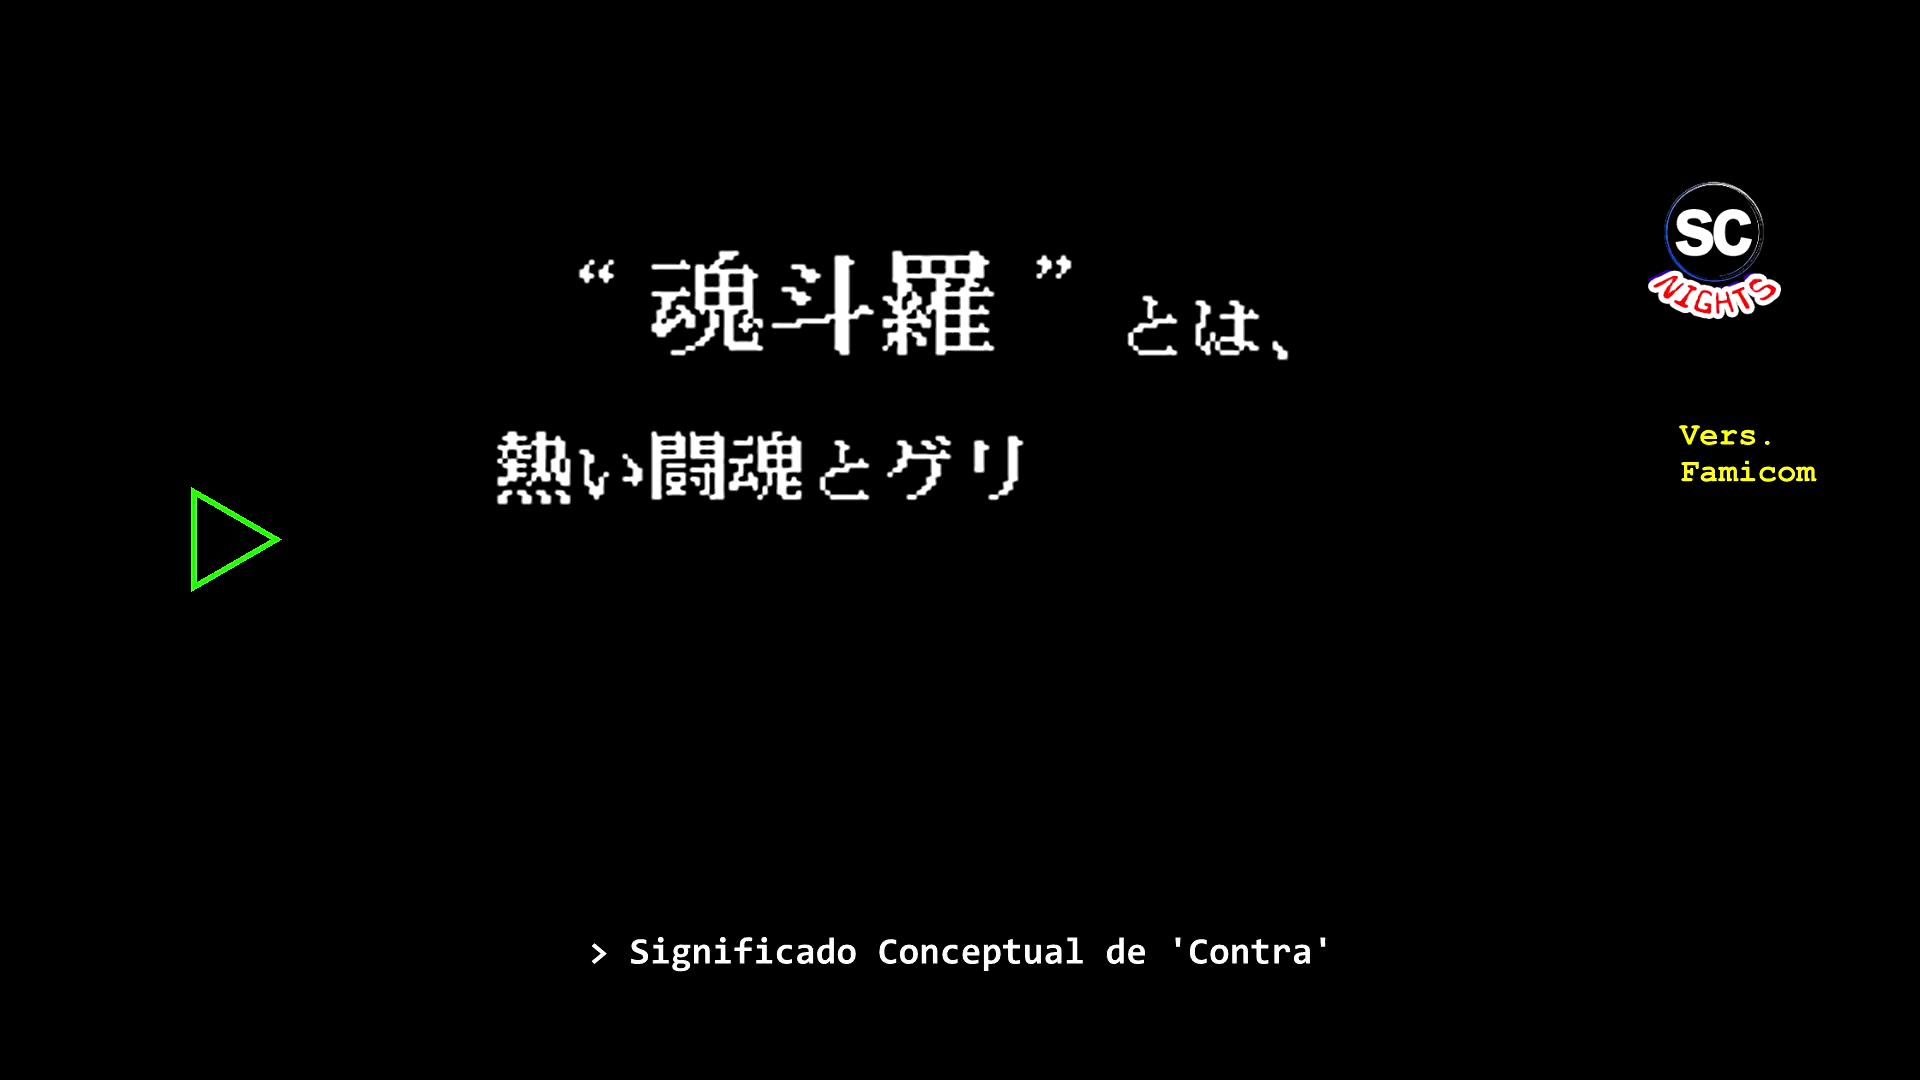 “魂斗羅”とは、
熱い闘魂とゲリ
SC
NIGHTS
Vers.
Famicom
> Significado Conceptual de 'Contra'